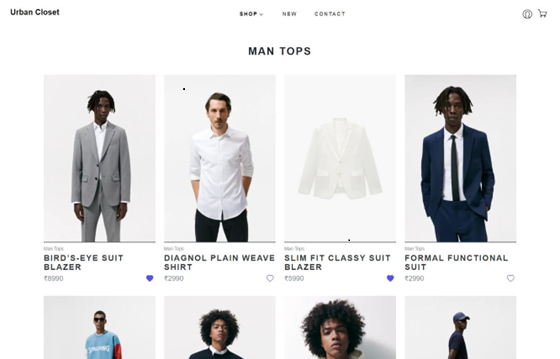 Urban Closet
SHOP
NEW
CONTACT
MAN TOPS
Man Tops
BIRD'S-EYE SUIT
BLAZER
₹8990
Man Tops
DIAGNOL PLAIN WEAVE
SHIRT
₹2990
Man Tops
SLIM FIT CLASSY SUIT
BLAZER
₹5990
Man Tops
FORMAL FUNCTIONAL
SUIT
₹2990